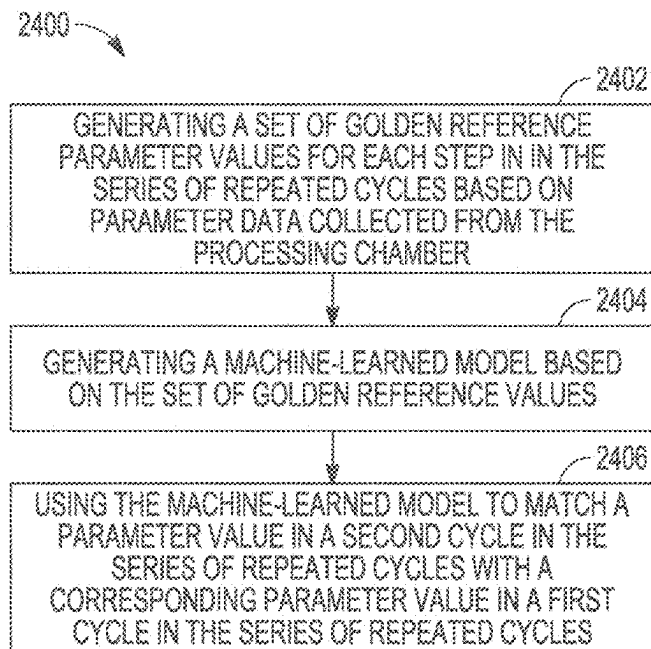 2400
2402
GENERATING A SET OF GOLDEN REFERENCE
PARAMETER VALUES FOR EACH STEP IN IN THE
SERIES OF REPEATED CYCLES BASED ON
PARAMETER DATA COLLECTED FROM THE
PROCESSING CHAMBER
2404
GENERATING A MACHINE-LEARNED MODEL BASED
ON THE SET OF GOLDEN REFERENCE VALUES
2406
USING THE MACHINE-LEARNED MODEL TO MATCH A
PARAMETER VALUE IN A SECOND CYCLE IN THE
SERIES OF REPEATED CYCLES WITH A
CORRESPONDING PARAMETER VALUE IN A FIRST
CYCLE IN THE SERIES OF REPEATED CYCLES